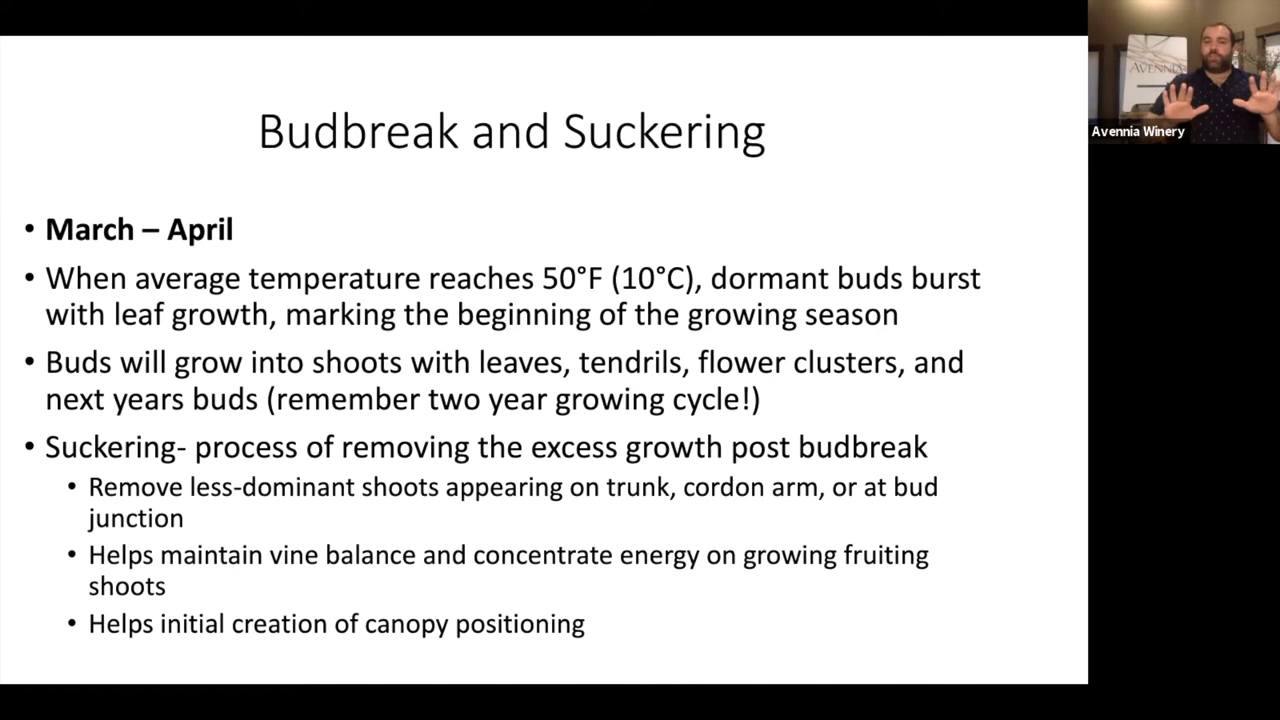 Budbreak and Suckering
• March – April
• When average temperature reaches 50°F (10°C), dormant buds burst
with leaf growth, marking the beginning of the growing season
• Buds will grow into shoots with leaves, tendrils, flower clusters, and
next years buds (remember two year growing cycle!)
• Suckering- process of removing the excess growth post budbreak
• Remove less-dominant shoots appearing on trunk, cordon arm, or at bud
junction
• Helps maintain vine balance and concentrate energy on growing fruiting
shoots
• Helps initial creation of canopy positioning
AVENNIA
Avennia Winery